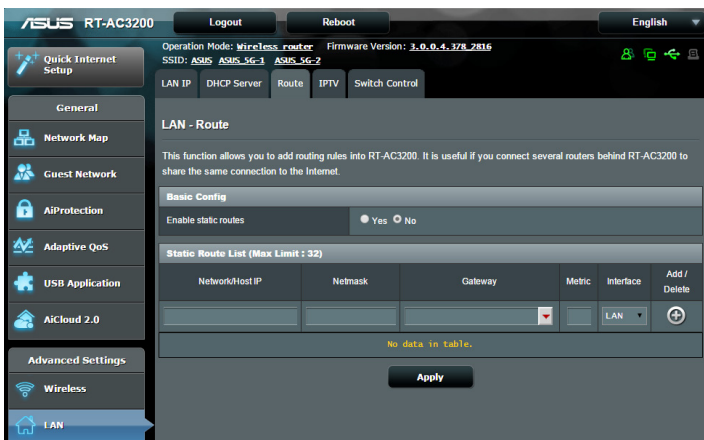 ASUS RT-AC3200
Logout
Reboot
English
Operation Mode: Wireless router Firmware Version: 3.0.0.4.378_2816
SSID: ASUS ASUS_5G-1 ASUS_5G-2
Quick Internet
Setup
LAN IP
DHCP Server
Route
IPTV
Switch Control
General
Network Map
Guest Network
AiProtection
Adaptive QoS
USB Application
AiCloud 2.0
Advanced Settings
Wireless
LAN
LAN - Route
This function allows you to add routing rules into RT-AC3200. It is useful if you connect several routers behind RT-AC3200 to
share the same connection to the Internet.
Basic Config
Enable static routes
Yes No
Static Route List (Max Limit : 32)
Network/Host IP
Netmask
Gateway
Metric
Interface
Add /
Delete
LAN
No data in table.
Apply